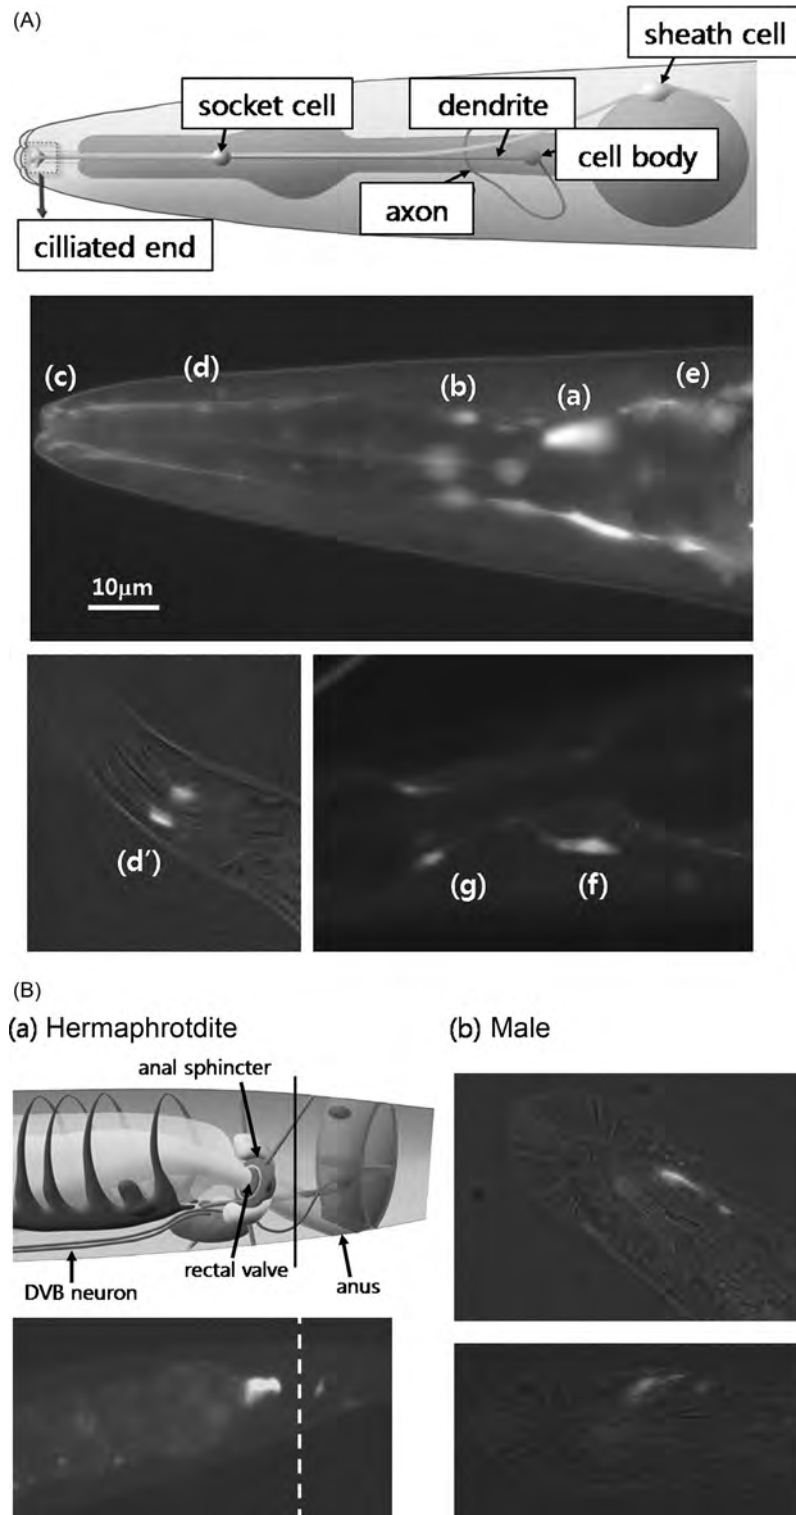 (A)
sheath cell
socket cell
dendrite
cell body
axon
cilliated end
(c)
(d)
(b)
(a)
(e)
10μm
(d′)
(g)
(f)
(B)
(a) Hermaphrotdite
(b) Male
anal sphincter
rectal valve
anus
DVB neuron